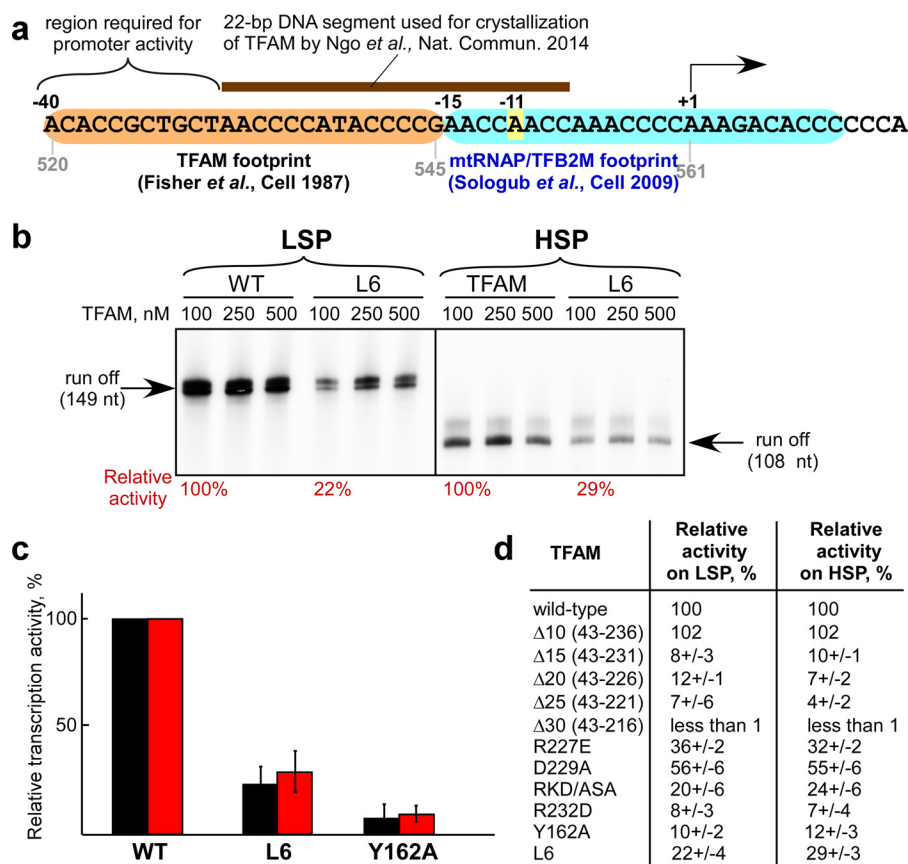 a
region required for
promoter activity
22-bp DNA segment used for crystallization
of TFAM by Ngo et al., Nat. Commun. 2014
-40 -15 -11 +1
ACACCGCTGCTAACCCCATACCCCGAACCAACCAAACCCCAAAGACACCCCCCA
520 545 561
TFAM footprint
(Fisher et al., Cell 1987)
mtRNAP/TFB2M footprint
(Sologub et al., Cell 2009)
b
LSP HSP
WT L6 TFAM L6
TFAM, nM 100 250 500 100 250 500 100 250 500 100 250 500
run off
(149 nt)
run off
(108 nt)
Relative
activity
100% 22% 100% 29%
c
Relative transcription activity, %
100
50
WT L6 Y162A
d
TFAM Relative activity on LSP, % Relative activity on HSP, %
wild-type 100 100
Δ10 (43-236) 102 102
Δ15 (43-231) 8+/-3 10+/-1
Δ20 (43-226) 12+/-1 7+/-2
Δ25 (43-221) 7+/-6 4+/-2
Δ30 (43-216) less than 1 less than 1
R227E 36+/-2 32+/-2
D229A 56+/-6 55+/-6
RKD/ASA 20+/-6 24+/-6
R232D 8+/-3 7+/-4
Y162A 10+/-2 12+/-3
L6 22+/-4 29+/-3